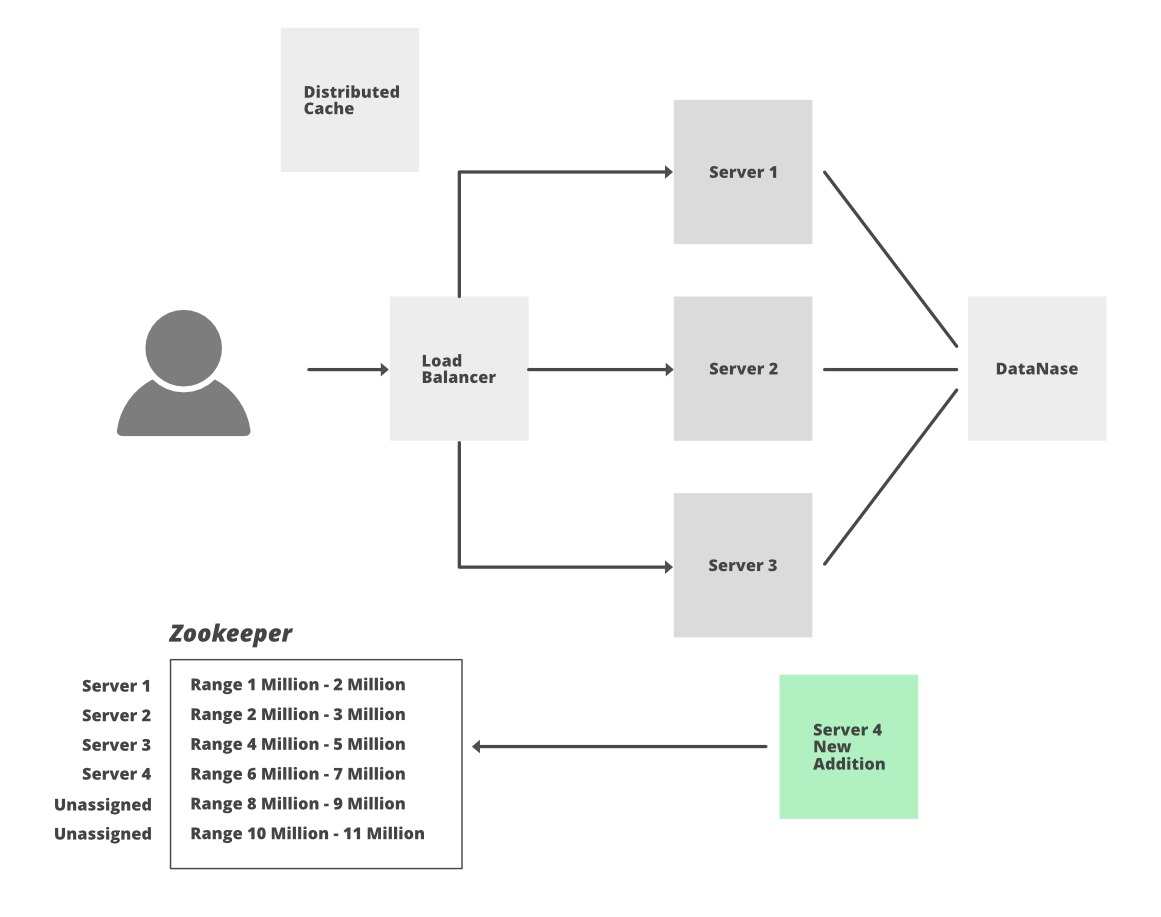 Distributed
Cache
Server 1
Load
Balancer
Server 2
DataNase
Server 3
Zookeeper
Server 1 Range 1 Million - 2 Million
Server 2 Range 2 Million - 3 Million
Server 3 Range 4 Million - 5 Million
Server 4 Range 6 Million - 7 Million
Unassigned Range 8 Million - 9 Million
Unassigned Range 10 Million - 11 Million
Server 4
New
Addition